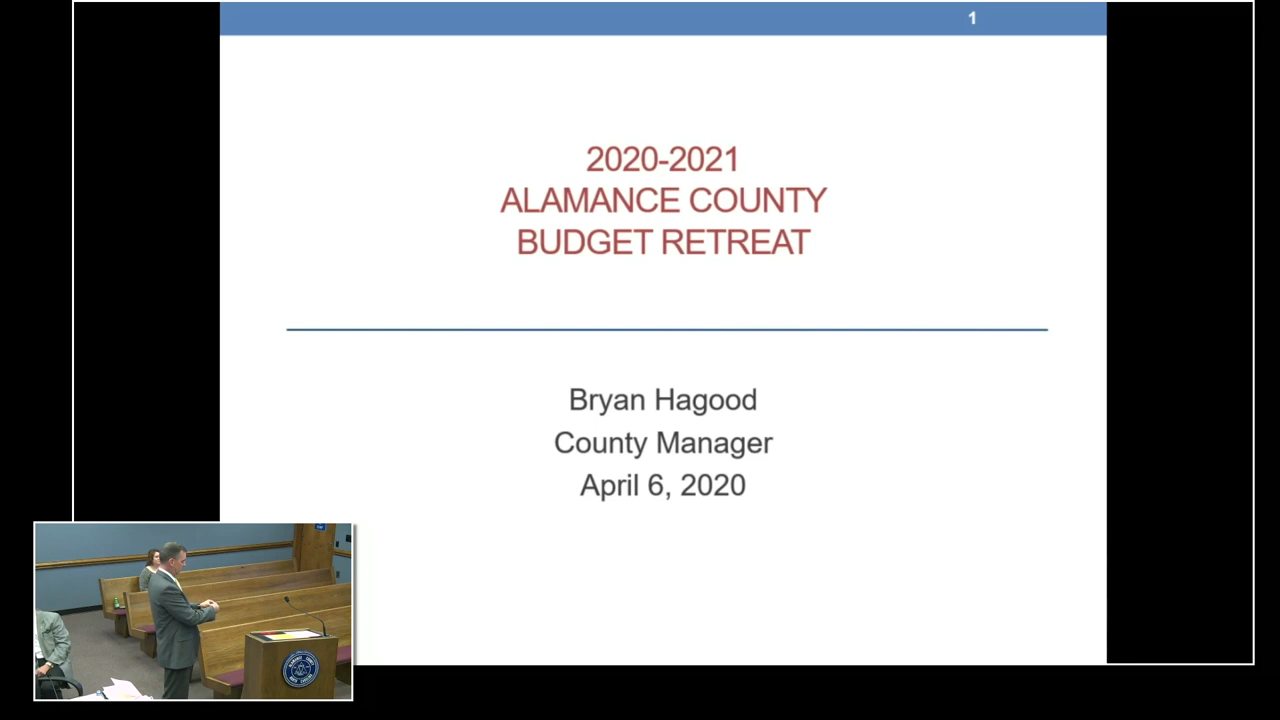 1
2020-2021
ALAMANCE COUNTY
BUDGET RETREAT
Bryan Hagood
County Manager
April 6, 2020